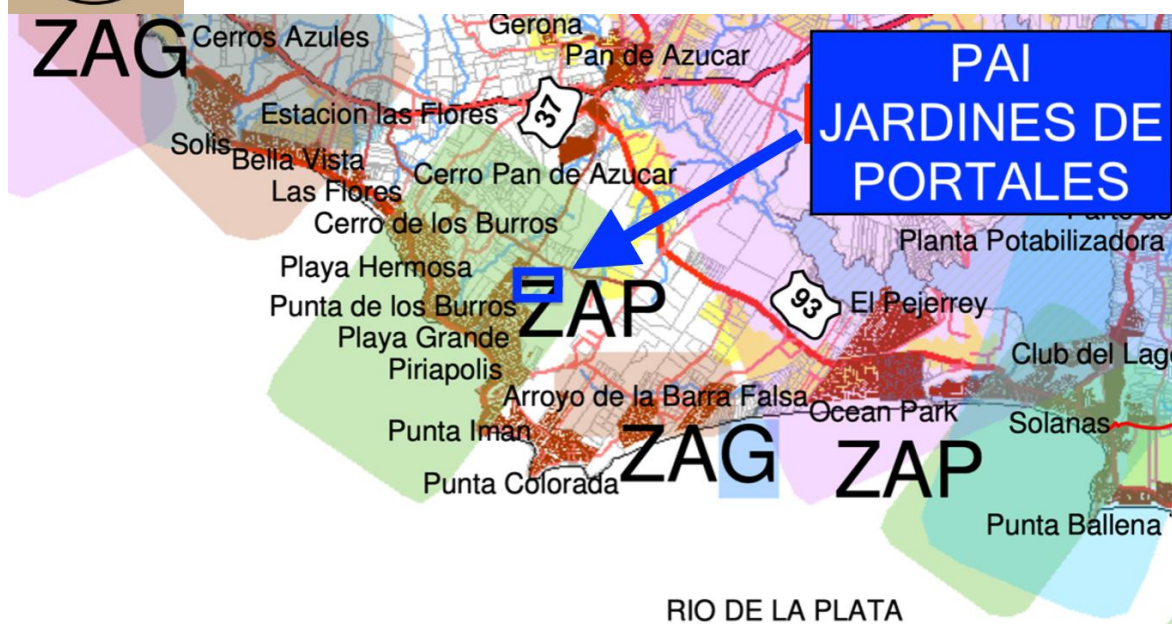 ZAG
Cerros Azules
Gerona
Pan de Azucar
PAI
JARDINES DE
PORTALES
37
Estacion las Flores
Solis
Bella Vista
Las Flores
Cerro Pan de Azucar
Cerro de los Burros
Planta Potabilizadora
Playa Hermosa
Punta de los Burros
ZAP
93
El Pejerrey
Playa Grande
Piriapolis
Club del Lago
Arroyo de la Barra Falsa
Ocean Park
Solanas
Punta Iman
ZAG
ZAP
Punta Colorada
Punta Ballena
RIO DE LA PLATA